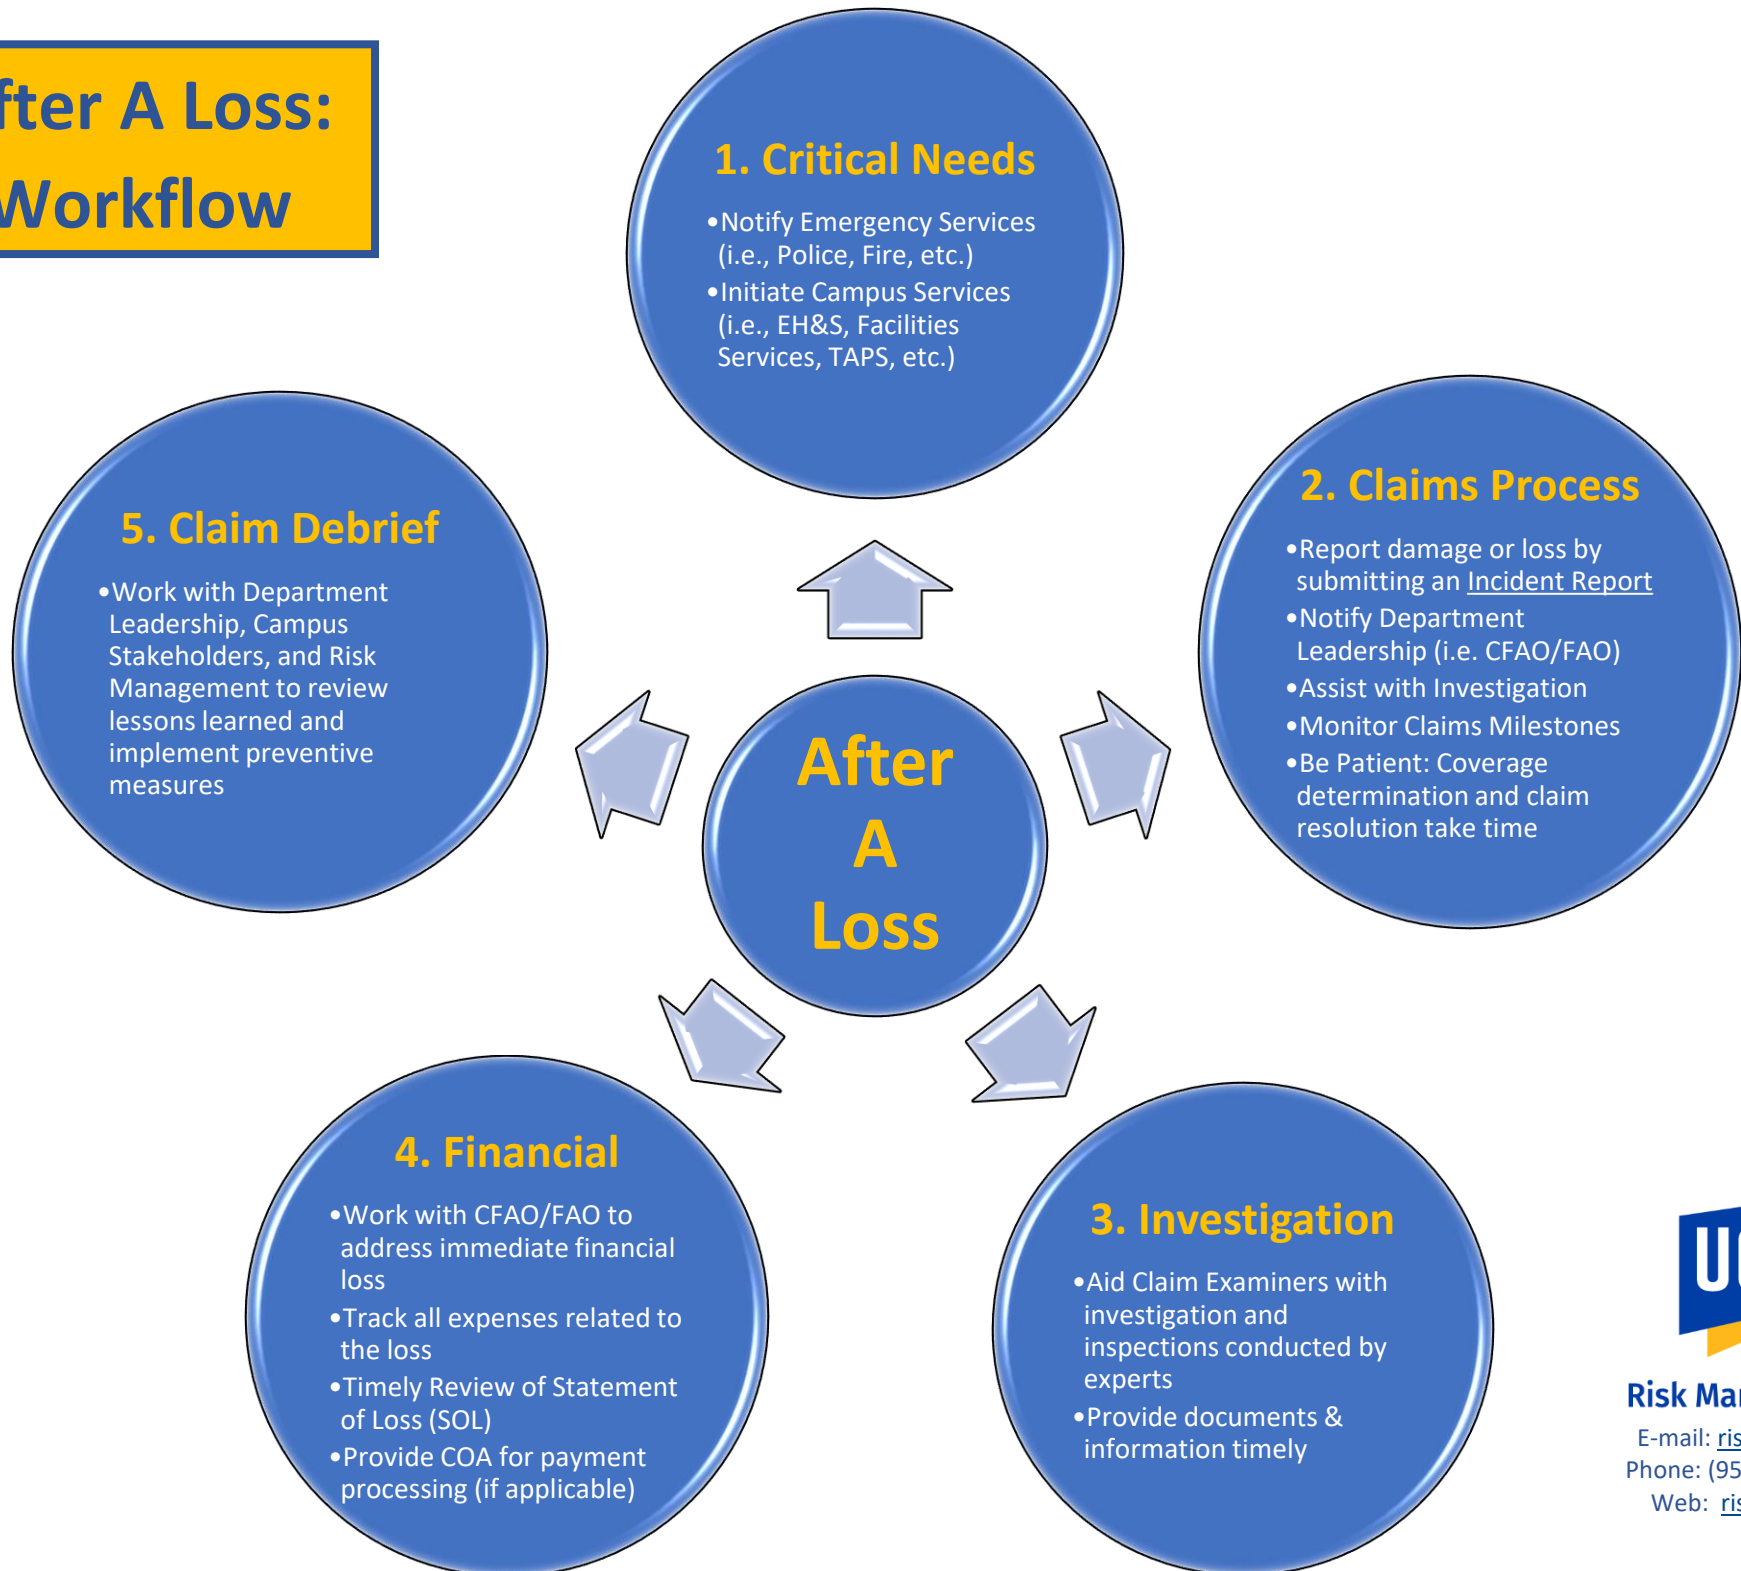 fter A Loss:
Workflow
1. Critical Needs
•Notify Emergency Services
(i.e., Police, Fire, etc.)
•Initiate Campus Services
(i.e., EH&S, Facilities
Services, TAPS, etc.)
2. Claims Process
•Report damage or loss by
submitting an Incident Report
•Notify Department
Leadership (i.e. CFAO/FAO)
•Assist with Investigation
•Monitor Claims Milestones
•Be Patient: Coverage
determination and claim
resolution take time
5. Claim Debrief
•Work with Department
Leadership, Campus
Stakeholders, and Risk
Management to review
lessons learned and
implement preventive
measures
After
A
Loss
4. Financial
•Work with CFAO/FAO to
address immediate financial
loss
•Track all expenses related to
the loss
•Timely Review of Statement
of Loss (SOL)
•Provide COA for payment
processing (if applicable)
3. Investigation
•Aid Claim Examiners with
investigation and
inspections conducted by
experts
•Provide documents &
information timely
UC
Risk Ma
E-mail: ris
Phone: (95
Web: ris